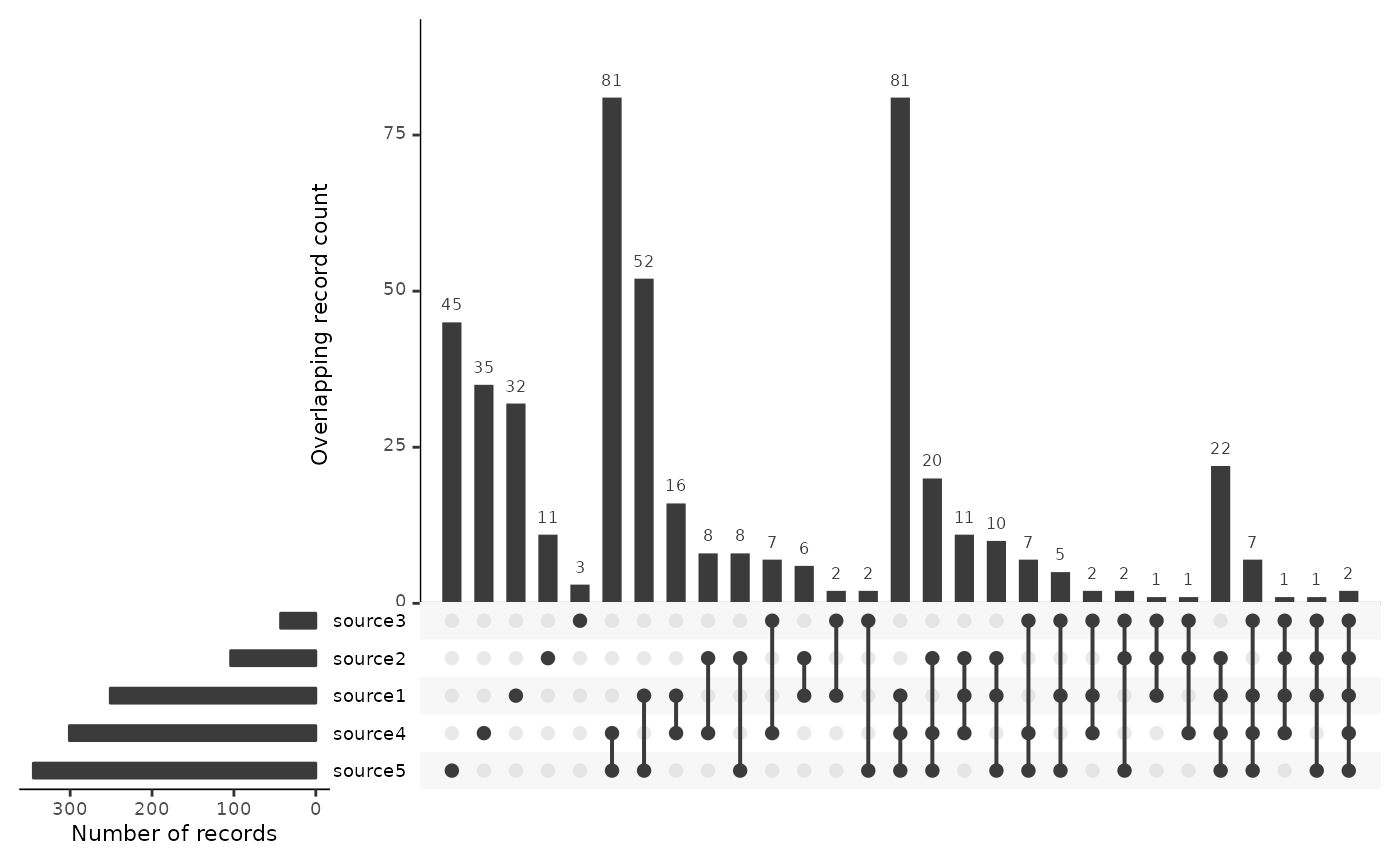 81 81
75
52
50
45
35
32
25
22
20
16
11 11 10
8 8 7 6 7 5 7
3 2 2 2 2 1 1 1 1 2
0
Overlapping record count
source3
source2
source1
source4
source5
300 200 100 0
Number of records